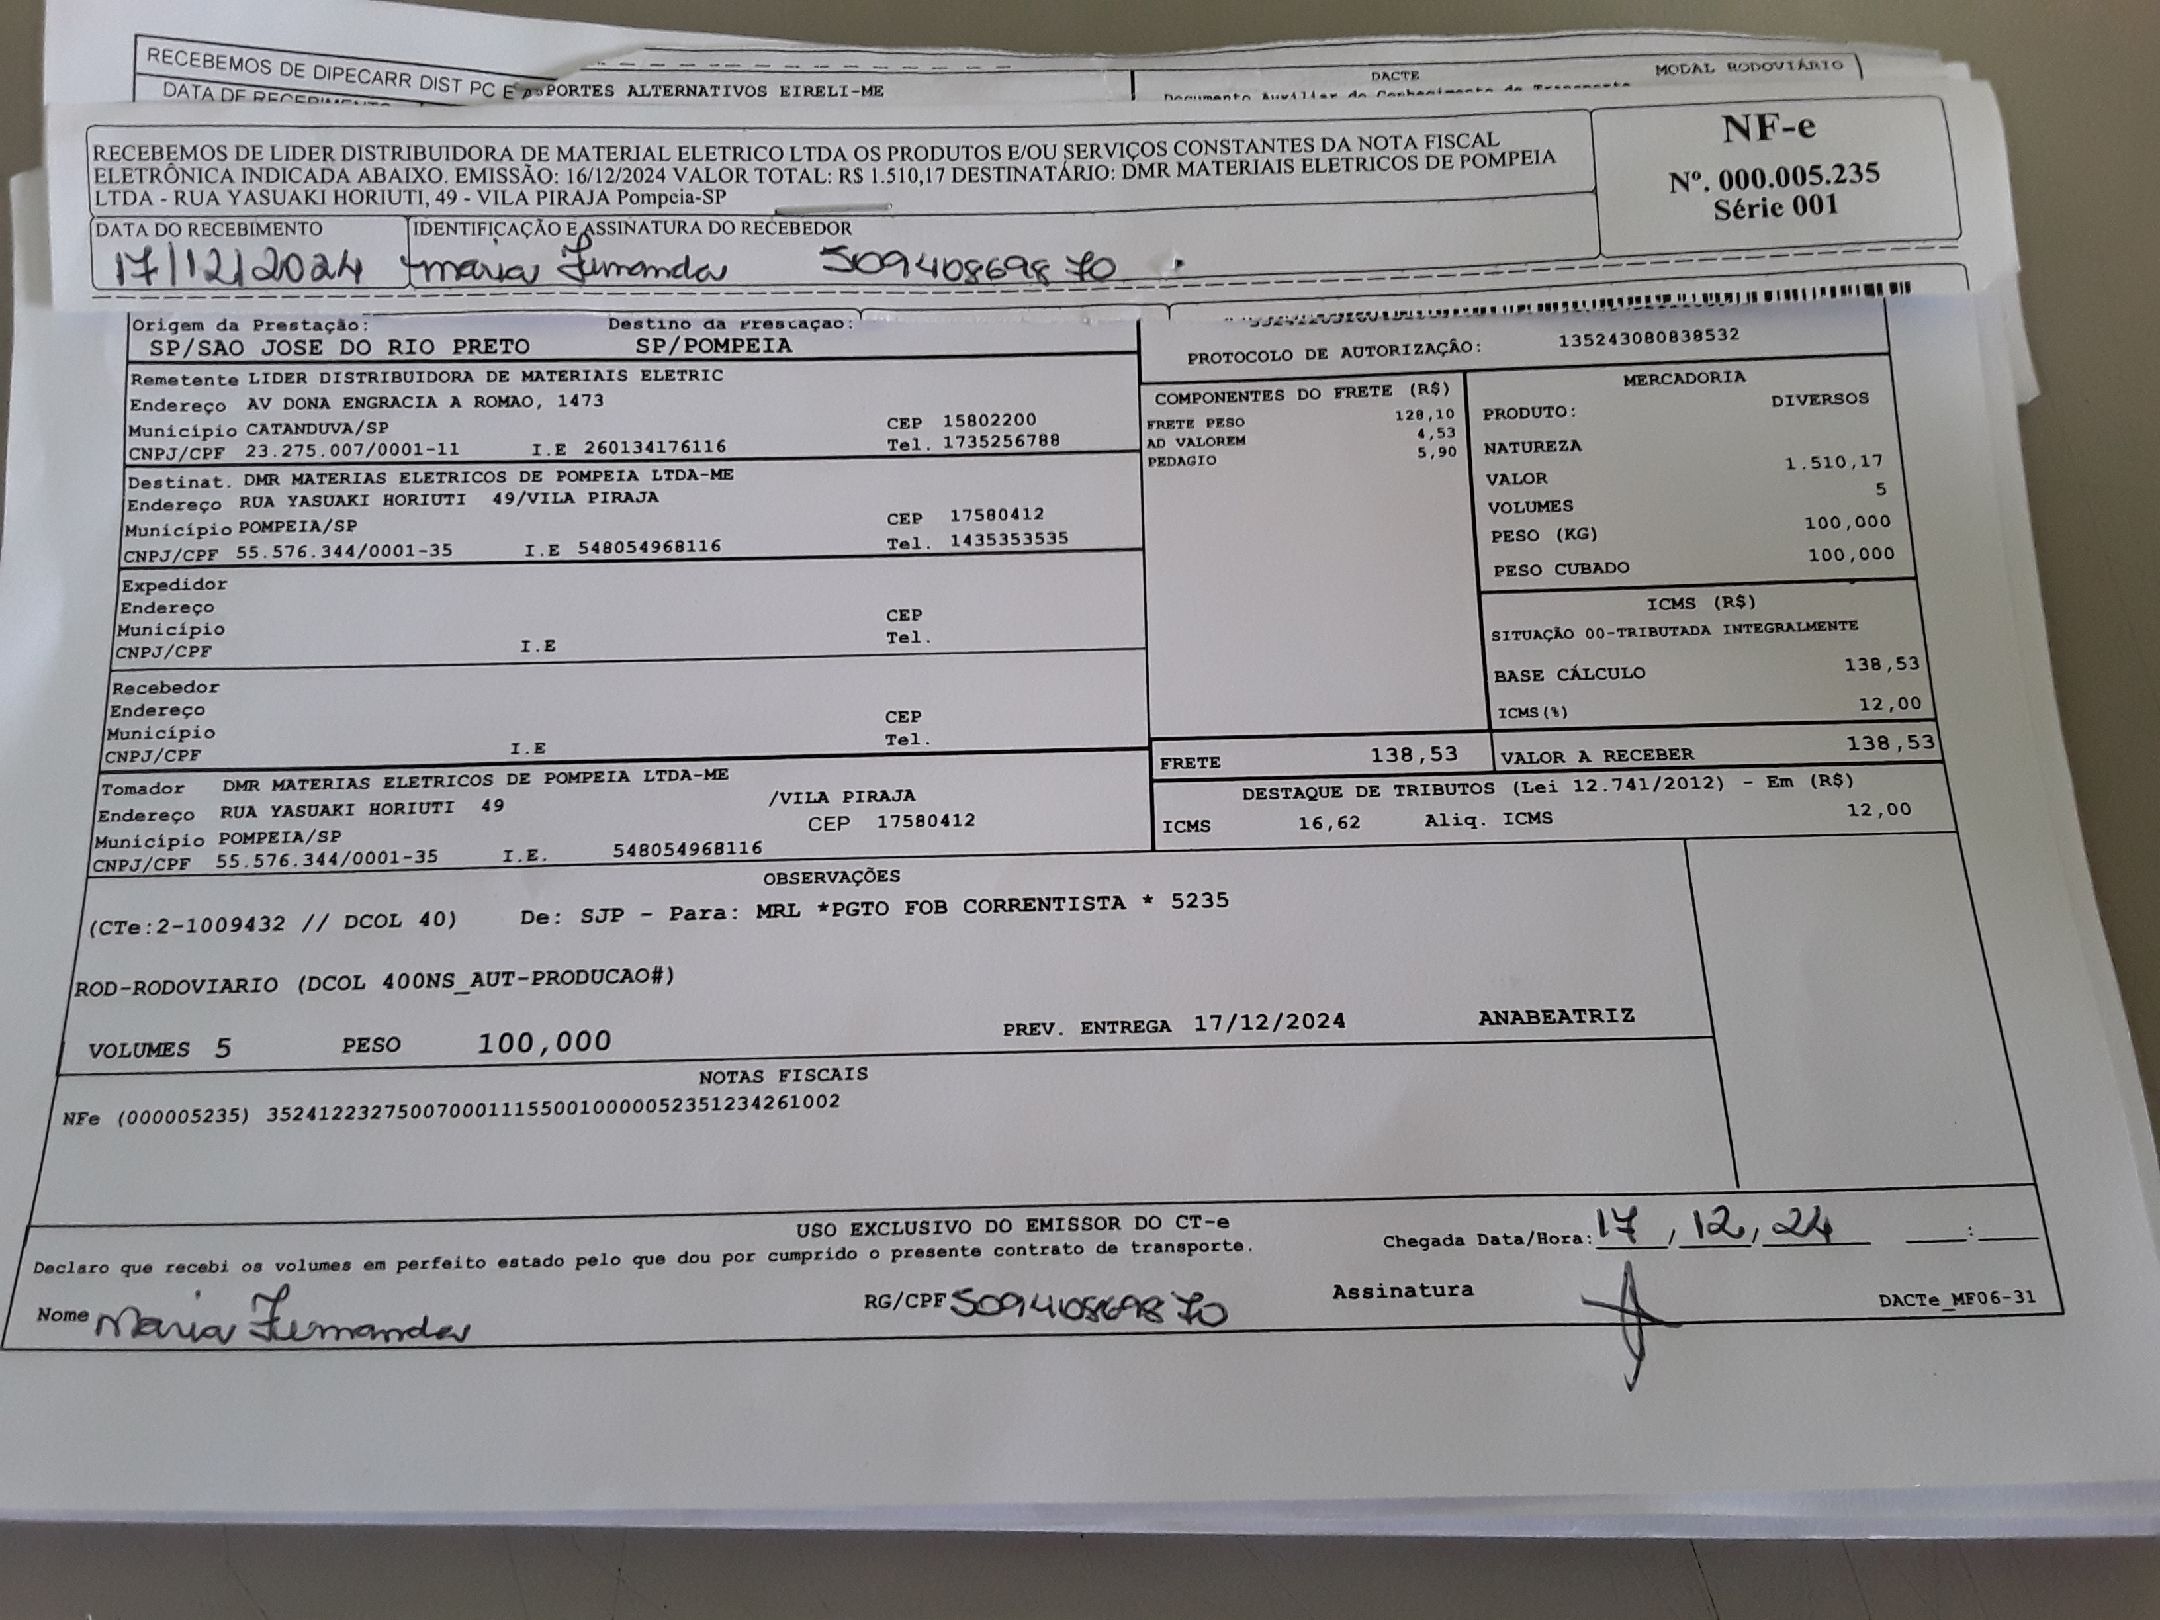 RECEBEMOS DE DIPECARR DIST PC E A
PORTES ALTERNATIVOS EIRELI-ME
DACTE
MODAL RODOVIÁRIO
DATA DE RECEBIMENTO
Documento Auxiliar do Conhecimento de Transporte
RECEBEMOS DE LIDER DISTRIBUIDORA DE MATERIAL ELETRICO LTDA OS PRODUTOS E/OU SERVIÇOS CONSTANTES DA NOTA FISCAL
ELETRÔNICA INDICADA ABAIXO. EMISSÃO: 16/12/2024 VALOR TOTAL: R$ 1.510,17 DESTINATÁRIO: DMR MATERIAIS ELETRICOS DE POMPEIA
LTDA - RUA YASUAKI HORIUTI, 49 - VILA PIRAJA Pompeia-SP
NF-e
Nº. 000.005.235
Série 001
DATA DO RECEBIMENTO
IDENTIFICAÇÃO E ASSINATURA DO RECEBEDOR
17/12/2024 Maria Fernanda 50940869870
Origem da Prestação: Destino da Prestação:
SP/SAO JOSE DO RIO PRETO SP/POMPEIA
PROTOCOLO DE AUTORIZAÇÃO: 135243080838532
Remetente LIDER DISTRIBUIDORA DE MATERIAIS ELETRIC
Endereço AV DONA ENGRACIA A ROMAO, 1473
Município CATANDUVA/SP CEP 15802200
CNPJ/CPF 23.275.007/0001-11 I.E 260134176116 Tel. 1735256788
Destinat. DMR MATERIAS ELETRICOS DE POMPEIA LTDA-ME
Endereço RUA YASUAKI HORIUTI 49/VILA PIRAJA
Município POMPEIA/SP CEP 17580412
CNPJ/CPF 55.576.344/0001-35 I.E 548054968116 Tel. 1435353535
Expedidor
Endereço
Município CEP
CNPJ/CPF I.E Tel.
Recebedor
Endereço
Município CEP
CNPJ/CPF I.E Tel.
Tomador DMR MATERIAS ELETRICOS DE POMPEIA LTDA-ME
Endereço RUA YASUAKI HORIUTI 49 /VILA PIRAJA
Município POMPEIA/SP CEP 17580412
CNPJ/CPF 55.576.344/0001-35 I.E. 548054968116
COMPONENTES DO FRETE (R$)
FRETE PESO 128,10
AD VALOREM 4,53
PEDAGIO 5,90
MERCADORIA
PRODUTO: DIVERSOS
NATUREZA
VALOR 1.510,17
VOLUMES 5
PESO (KG) 100,000
PESO CUBADO 100,000
ICMS (R$)
SITUAÇÃO 00-TRIBUTADA INTEGRALMENTE
BASE CÁLCULO 138,53
ICMS(%) 12,00
FRETE 138,53 VALOR A RECEBER 138,53
DESTAQUE DE TRIBUTOS (Lei 12.741/2012) - Em (R$)
ICMS 16,62 Aliq. ICMS 12,00
OBSERVAÇÕES
(CTe:2-1009432 // DCOL 40) De: SJP - Para: MRL *PGTO FOB CORRENTISTA * 5235
ROD-RODOVIARIO (DCOL 400NS_AUT-PRODUCAO#)
VOLUMES 5 PESO 100,000 PREV. ENTREGA 17/12/2024 ANABEATRIZ
NOTAS FISCAIS
NFe (000005235) 35241223275007000111550010000052351234261002
USO EXCLUSIVO DO EMISSOR DO CT-e
Declaro que recebi os volumes em perfeito estado pelo que dou por cumprido o presente contrato de transporte.
Chegada Data/Hora: 17 / 12 / 24 :
Nome Maria Fernanda RG/CPF 50940869870 Assinatura
DACTe_MF06-31